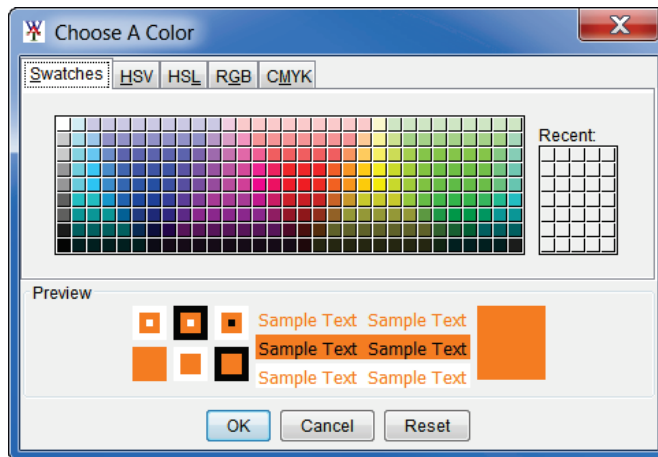 Choose A Color
Swatches HSV HSL RGB CMYK
Recent:
Preview
Sample Text Sample Text
Sample Text Sample Text
Sample Text Sample Text
OK Cancel Reset